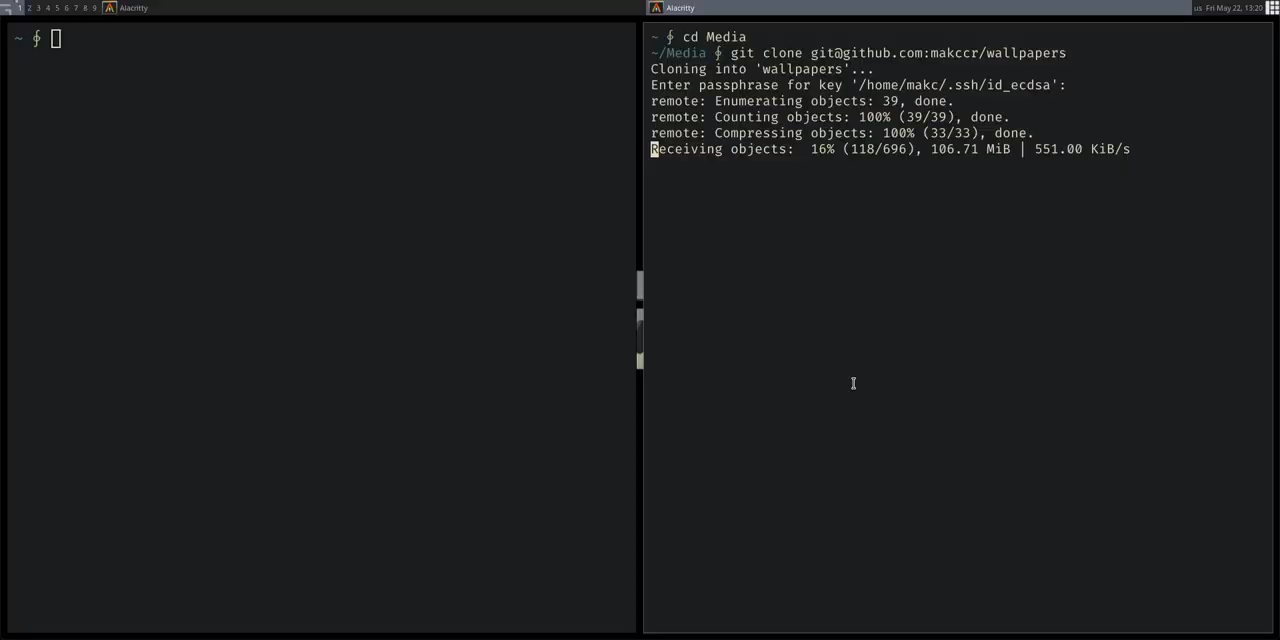 1 2 3 4 5 6 7 8 9 Alacritty
Alacritty
us Fri May 22, 13:20
~ ∮
~ ∮ cd Media
~/Media ∮ git clone git@github.com:makccr/wallpapers
Cloning into 'wallpapers'...
Enter passphrase for key '/home/makc/.ssh/id_ecdsa':
remote: Enumerating objects: 39, done.
remote: Counting objects: 100% (39/39), done.
remote: Compressing objects: 100% (33/33), done.
Receiving objects:  16% (118/696), 106.71 MiB | 551.00 KiB/s